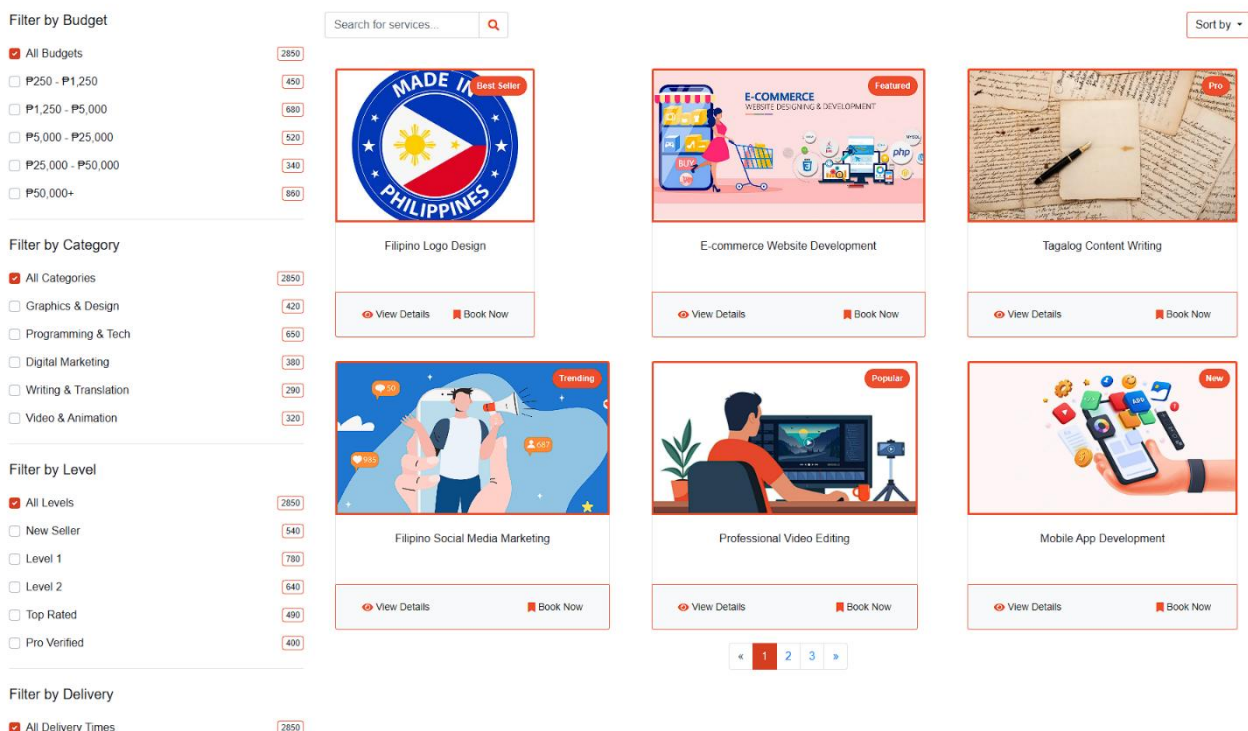 Filter by Budget
All Budgets 2850
₱250 - ₱1,250 450
₱1,250 - ₱5,000 680
₱5,000 - ₱25,000 520
₱25,000 - ₱50,000 340
₱50,000+ 860
Filter by Category
All Categories 2850
Graphics & Design 420
Programming & Tech 650
Digital Marketing 380
Writing & Translation 290
Video & Animation 320
Filter by Level
All Levels 2850
New Seller 540
Level 1 780
Level 2 640
Top Rated 490
Pro Verified 400
Filter by Delivery
All Delivery Times 2850
Search for services...
Sort by
MADE IN
PHILIPPINES
Best Seller
Filipino Logo Design
View Details Book Now
Featured
E-COMMERCE
WEBSITE DESIGNING & DEVELOPMENT
BUY
php
MYSQL
E-commerce Website Development
View Details Book Now
Pro
Tagalog Content Writing
View Details Book Now
Trending
50
687
985
Filipino Social Media Marketing
View Details Book Now
Popular
Professional Video Editing
View Details Book Now
New
APP
Mobile App Development
View Details Book Now
« 1 2 3 »